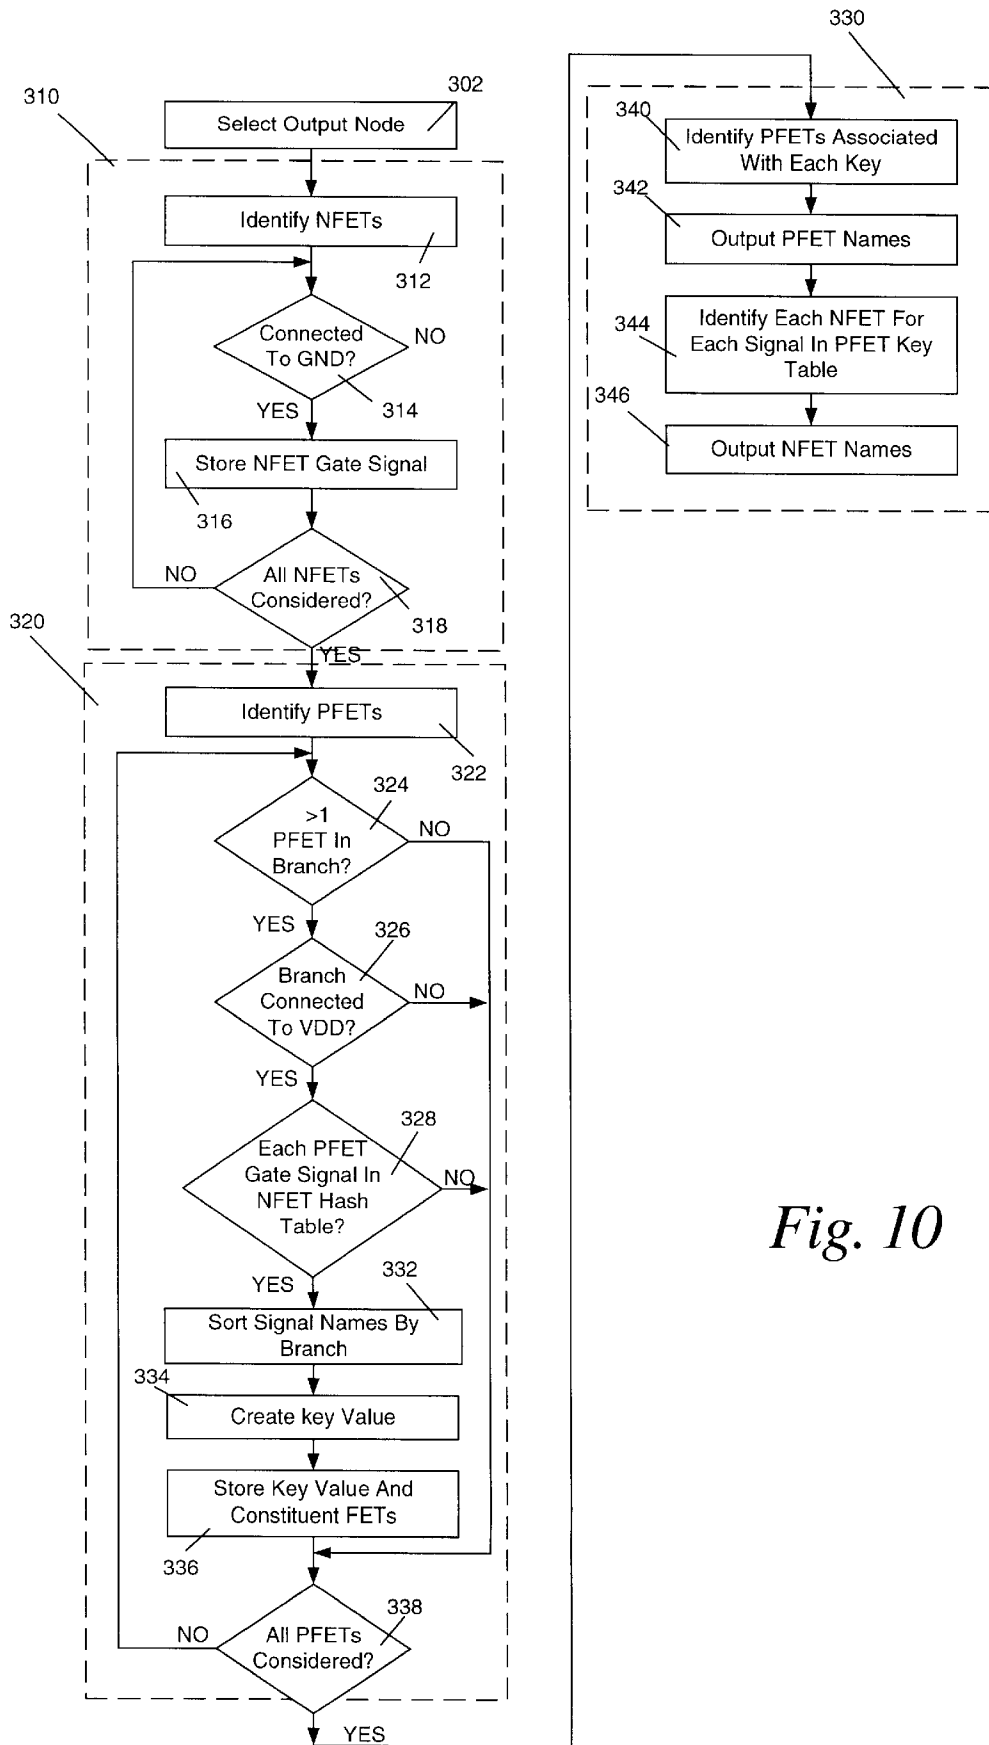 310
302
Select Output Node
Identify NFETs
312
Connected
To GND?
NO
314
YES
Store NFET Gate Signal
316
NO
All NFETs
Considered?
318
320
YES
Identify PFETs
322
324
>1
PFET In
Branch?
NO
YES
326
Branch
Connected
To VDD?
NO
YES
328
Each PFET
Gate Signal In
NFET Hash
Table?
NO
YES
332
Sort Signal Names By
Branch
334
Create key Value
Store Key Value And
Constituent FETs
336
NO
338
All PFETs
Considered?
YES
330
340
Identify PFETs Associated
With Each Key
342
Output PFET Names
344
Identify Each NFET For
Each Signal In PFET Key
Table
346
Output NFET Names
Fig. 10